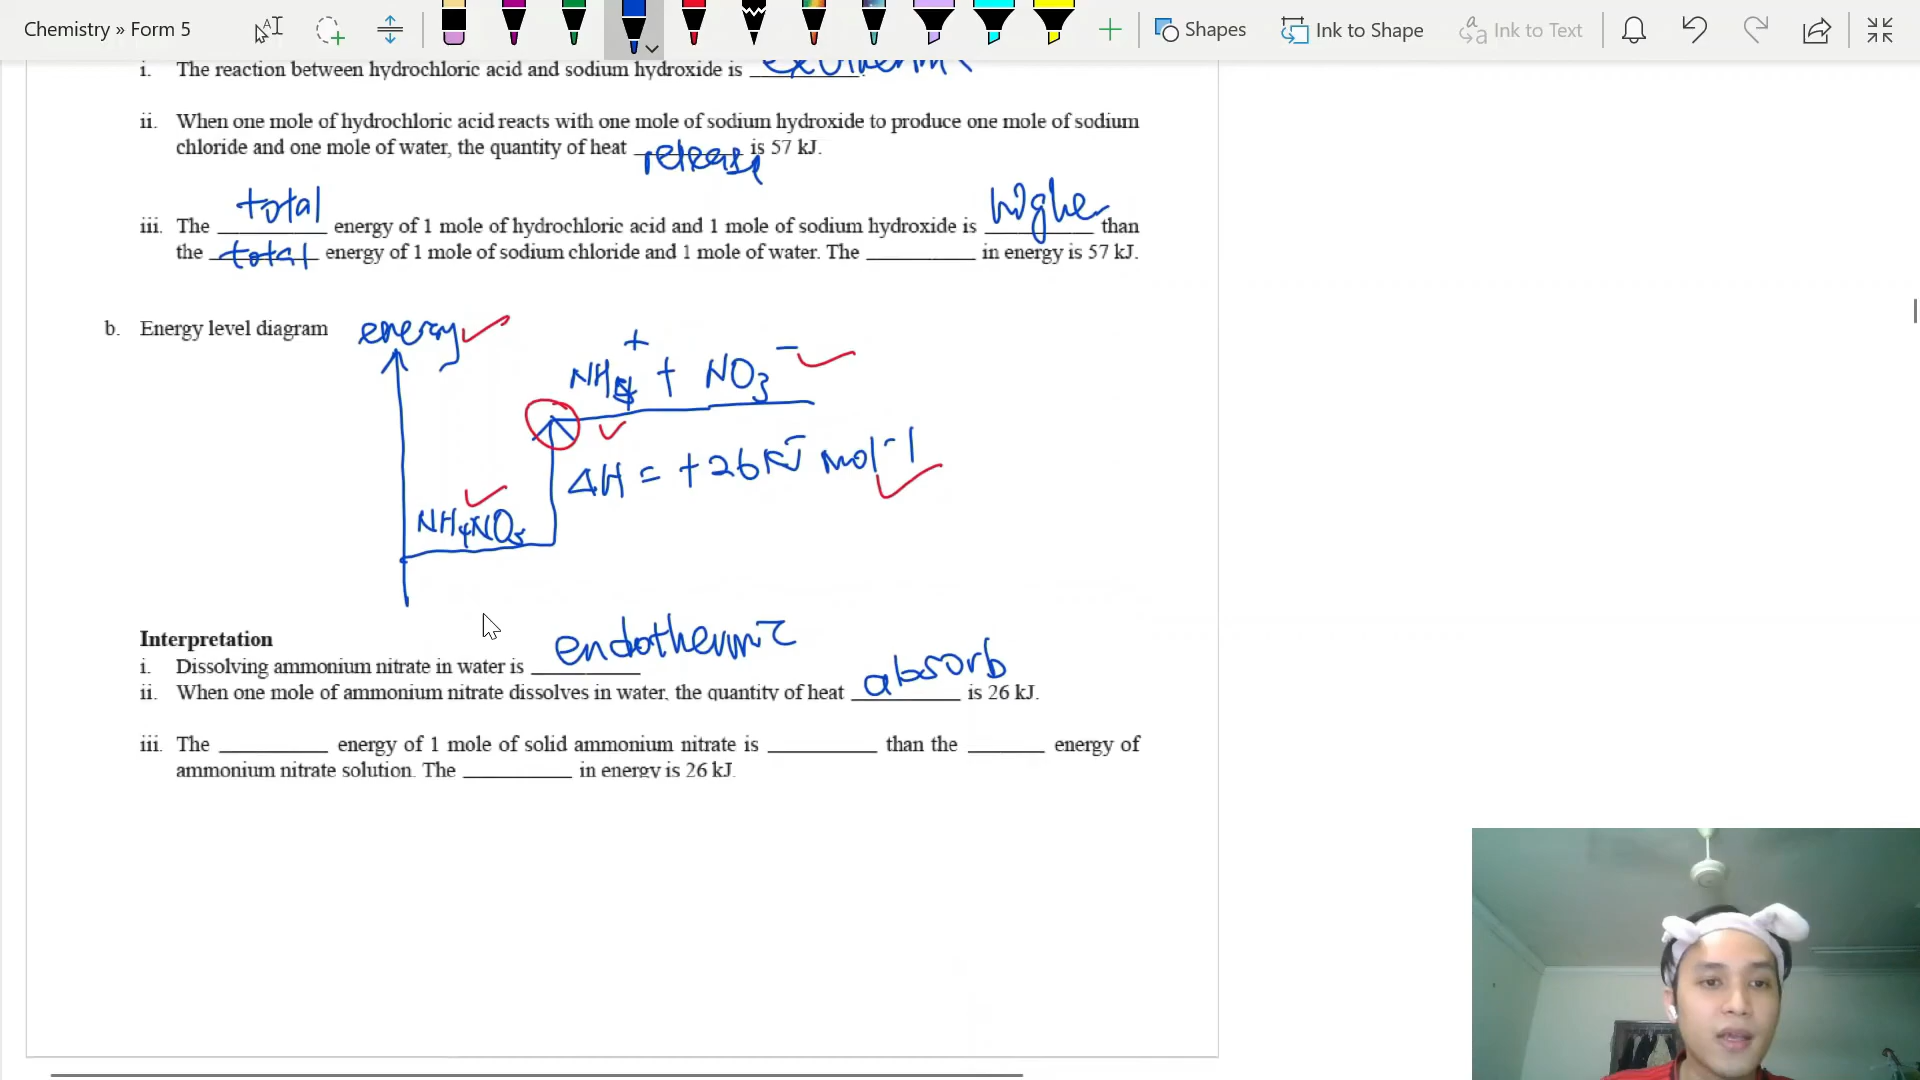 Chemistry » Form 5
Shapes
Ink to Shape
Ink to Text
i. The reaction between hydrochloric acid and sodium hydroxide is exothermic
ii. When one mole of hydrochloric acid reacts with one mole of sodium hydroxide to produce one mole of sodium
chloride and one mole of water, the quantity of heat release is 57 kJ.
iii. The total energy of 1 mole of hydrochloric acid and 1 mole of sodium hydroxide is higher than
the total energy of 1 mole of sodium chloride and 1 mole of water. The __________ in energy is 57 kJ.
b. Energy level diagram energy
NH4+ + NO3-
ΔH = +26 kJ mol-1
NH4NO3
Interpretation
i. Dissolving ammonium nitrate in water is endothermic
ii. When one mole of ammonium nitrate dissolves in water, the quantity of heat absorb is 26 kJ.
iii. The __________ energy of 1 mole of solid ammonium nitrate is __________ than the _______ energy of
ammonium nitrate solution. The __________ in energy is 26 kJ.